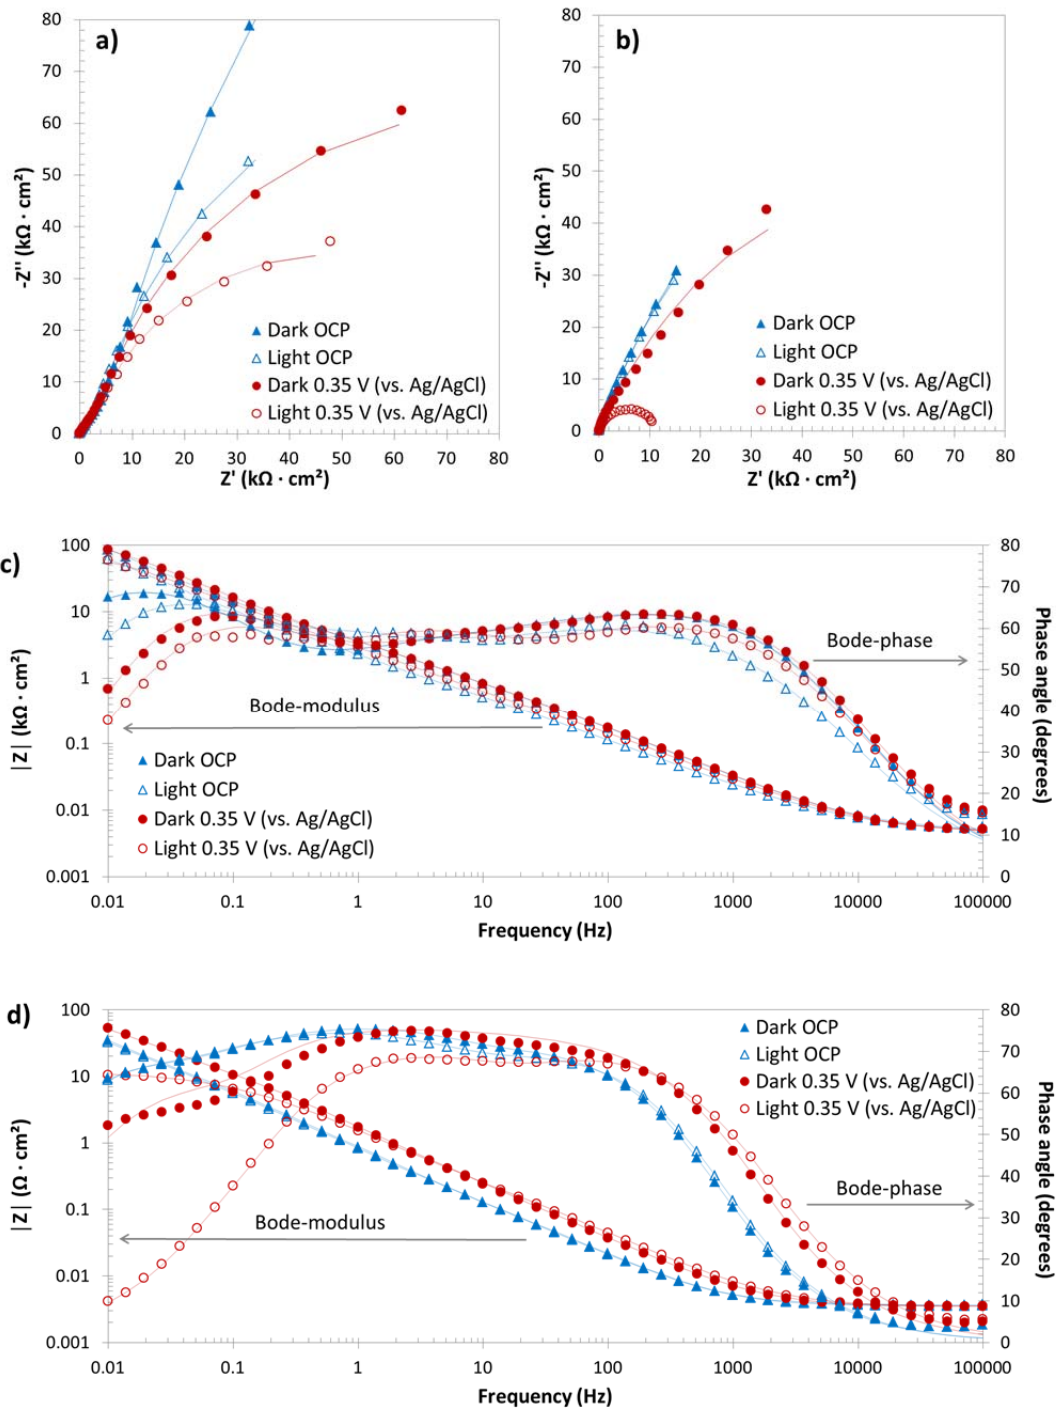 a)
80
70
60
50
40
30
20
10
0
-Z'' (kΩ · cm²)
Dark OCP
Light OCP
Dark 0.35 V (vs. Ag/AgCl)
Light 0.35 V (vs. Ag/AgCl)
0 10 20 30 40 50 60 70 80
Z' (kΩ · cm²)
b)
80
70
60
50
40
30
20
10
0
-Z'' (kΩ · cm²)
Dark OCP
Light OCP
Dark 0.35 V (vs. Ag/AgCl)
Light 0.35 V (vs. Ag/AgCl)
0 10 20 30 40 50 60 70 80
Z' (kΩ · cm²)
c)
100
10
1
0.1
0.01
0.001
|Z| (kΩ · cm²)
Bode-phase
Bode-modulus
Dark OCP
Light OCP
Dark 0.35 V (vs. Ag/AgCl)
Light 0.35 V (vs. Ag/AgCl)
80
70
60
50
40
30
20
10
0
Phase angle (degrees)
0.01 0.1 1 10 100 1000 10000 100000
Frequency (Hz)
d)
100
10
1
0.1
0.01
0.001
|Z| (Ω · cm²)
Dark OCP
Light OCP
Dark 0.35 V (vs. Ag/AgCl)
Light 0.35 V (vs. Ag/AgCl)
Bode-phase
Bode-modulus
80
70
60
50
40
30
20
10
0
Phase angle (degrees)
0.01 0.1 1 10 100 1000 10000 100000
Frequency (Hz)